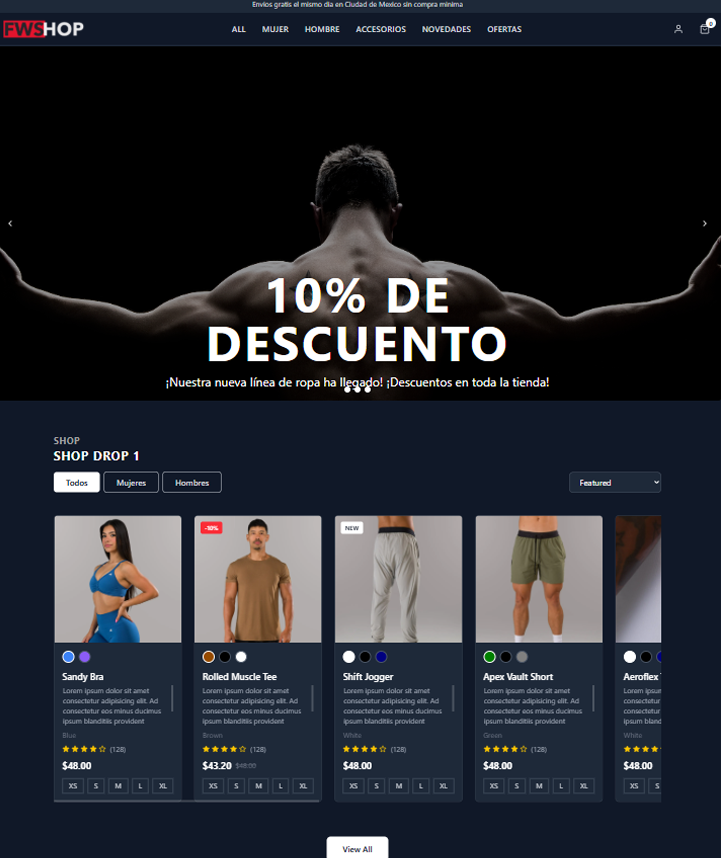 Envíos gratis el mismo día en Ciudad de Mexico sin compra mínima
FWSHOP
ALL MUJER HOMBRE ACCESORIOS NOVEDADES OFERTAS
0
10% DE
DESCUENTO
¡Nuestra nueva línea de ropa ha llegado! ¡Descuentos en toda la tienda!
SHOP
SHOP DROP 1
Todos Mujeres Hombres Featured
-10% NEW
Sandy Bra
Lorem ipsum dolor sit amet
consectetur adipisicing elit. Ad
consectetur eos minus ducimus
ipsum blanditiis provident
Blue
(128)
$48.00
XS S M L XL
Rolled Muscle Tee
Lorem ipsum dolor sit amet
consectetur adipisicing elit. Ad
consectetur eos minus ducimus
ipsum blanditiis provident
Brown
(128)
$43.20 $48.00
XS S M L XL
Shift Jogger
Lorem ipsum dolor sit amet
consectetur adipisicing elit. Ad
consectetur eos minus ducimus
ipsum blanditiis provident
White
(128)
$48.00
XS S M L XL
Apex Vault Short
Lorem ipsum dolor sit amet
consectetur adipisicing elit. Ad
consectetur eos minus ducimus
ipsum blanditiis provident
Green
(128)
$48.00
XS S M L XL
Aeroflex
Lorem ipsum d
consectetur ad
consectetur eo
ipsum blanditi
White
$48.00
XS S
View All